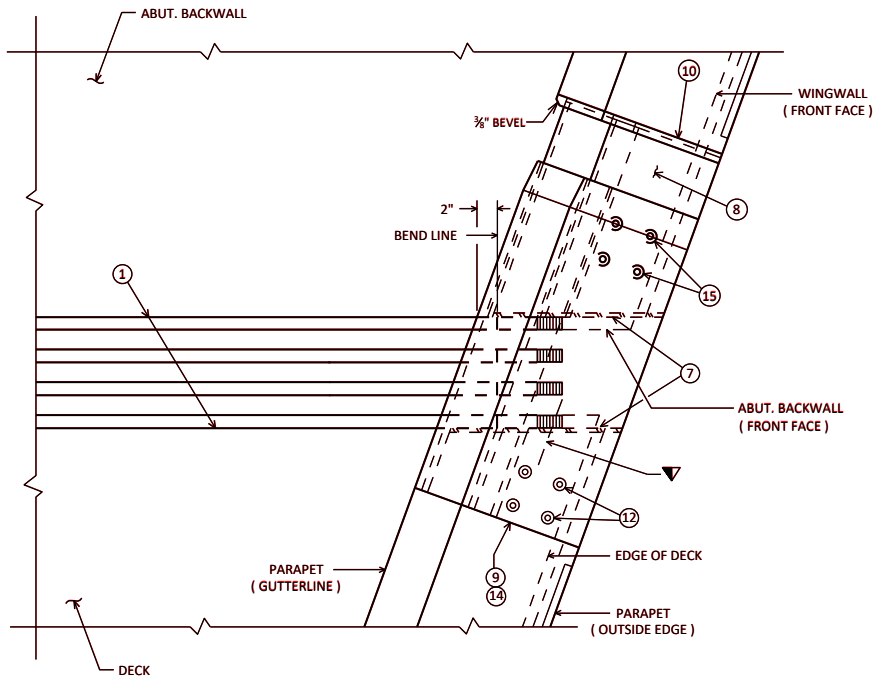 ABUT. BACKWALL
10
WINGWALL
( FRONT FACE )
⅜" BEVEL
8
2"
BEND LINE
1
15
7
ABUT. BACKWALL
( FRONT FACE )
12
EDGE OF DECK
PARAPET
( GUTTERLINE )
9
14
PARAPET
( OUTSIDE EDGE )
DECK